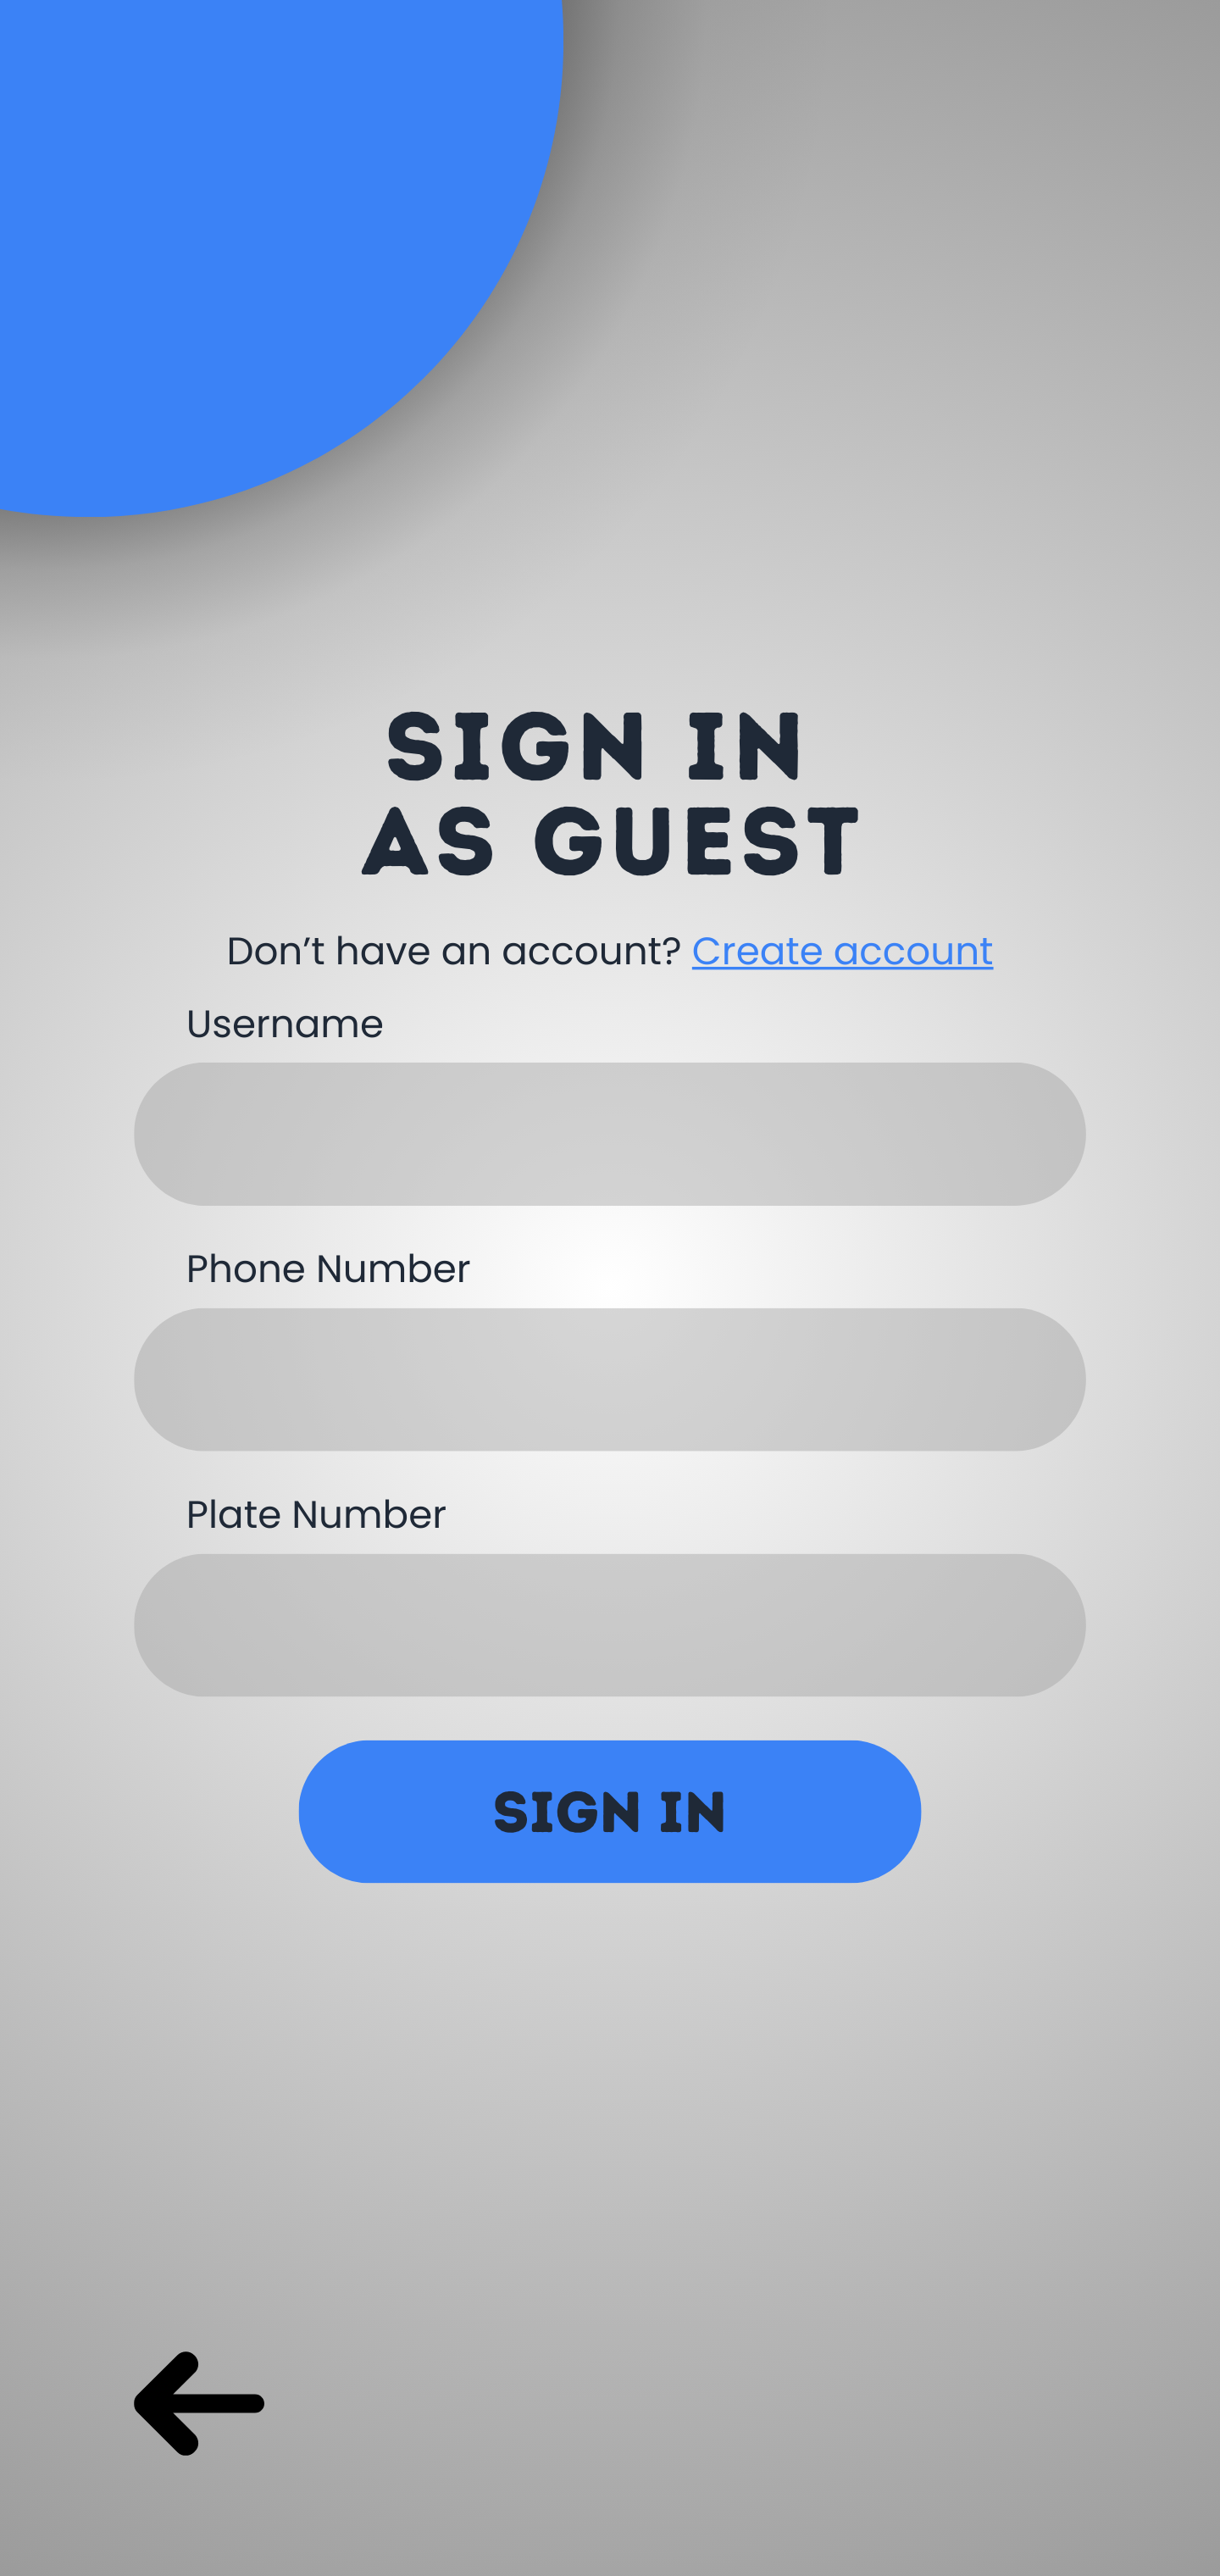 SIGN IN
AS GUEST
Don’t have an account? Create account
Username
Phone Number
Plate Number
SIGN IN